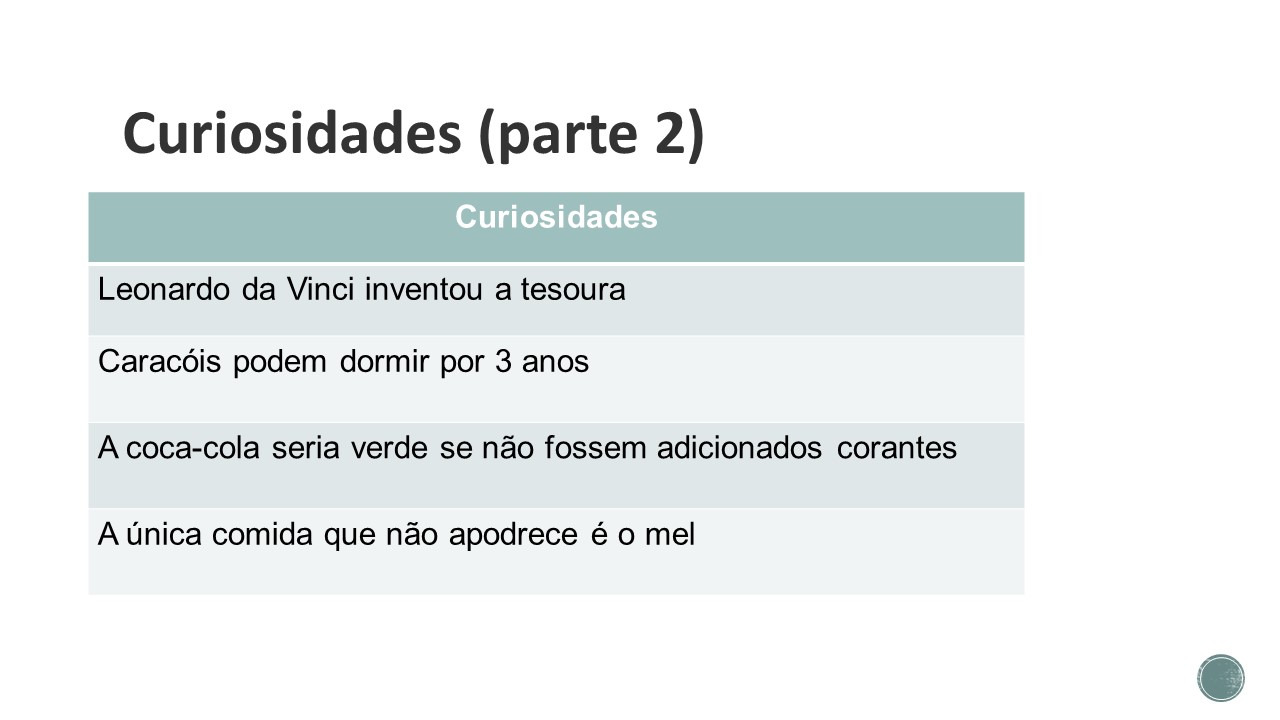 Curiosidades (parte 2)
Curiosidades
Leonardo da Vinci inventou a tesoura
Caracóis podem dormir por 3 anos
A coca-cola seria verde se não fossem adicionados corantes
A única comida que não apodrece é o mel